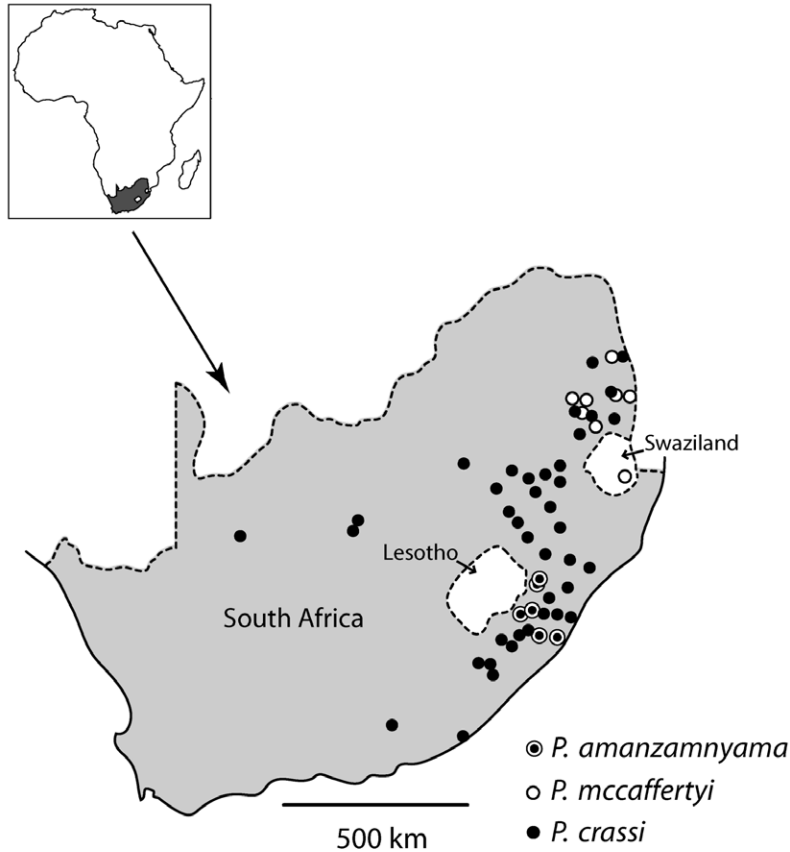 Swaziland
Lesotho
South Africa
P. amanzamnyama
P. mccaffertyi
P. crassi
500 km